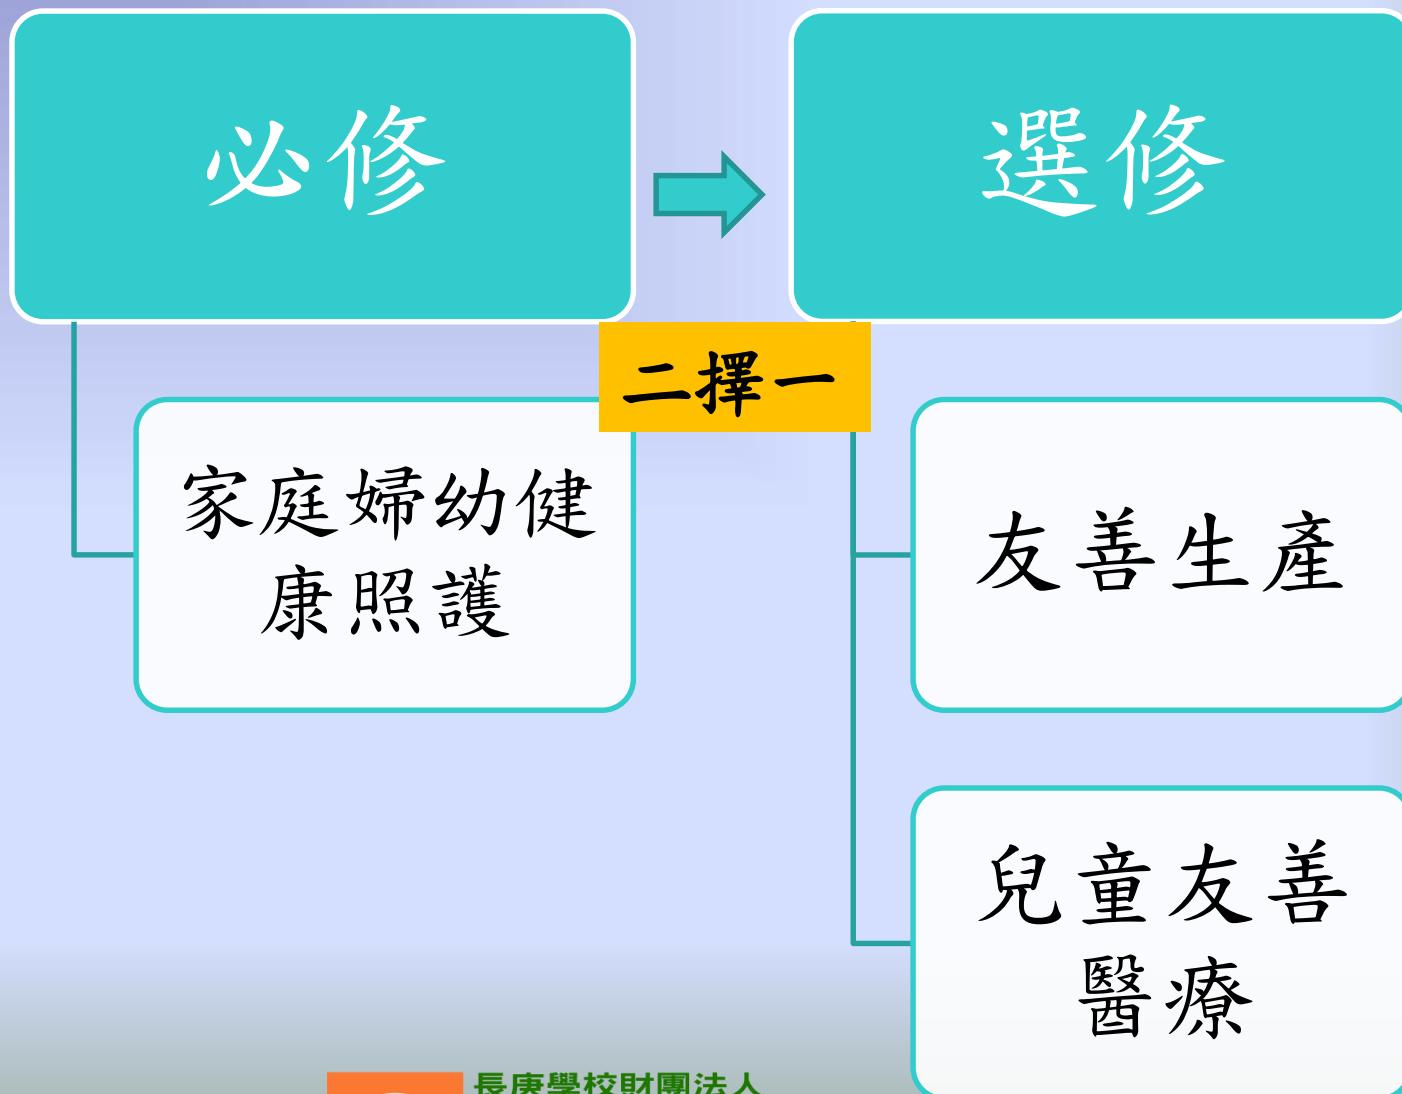 必修
選修
二擇一
家庭婦幼健
康照護
友善生產
兒童友善
醫療
長庚學校財團法人